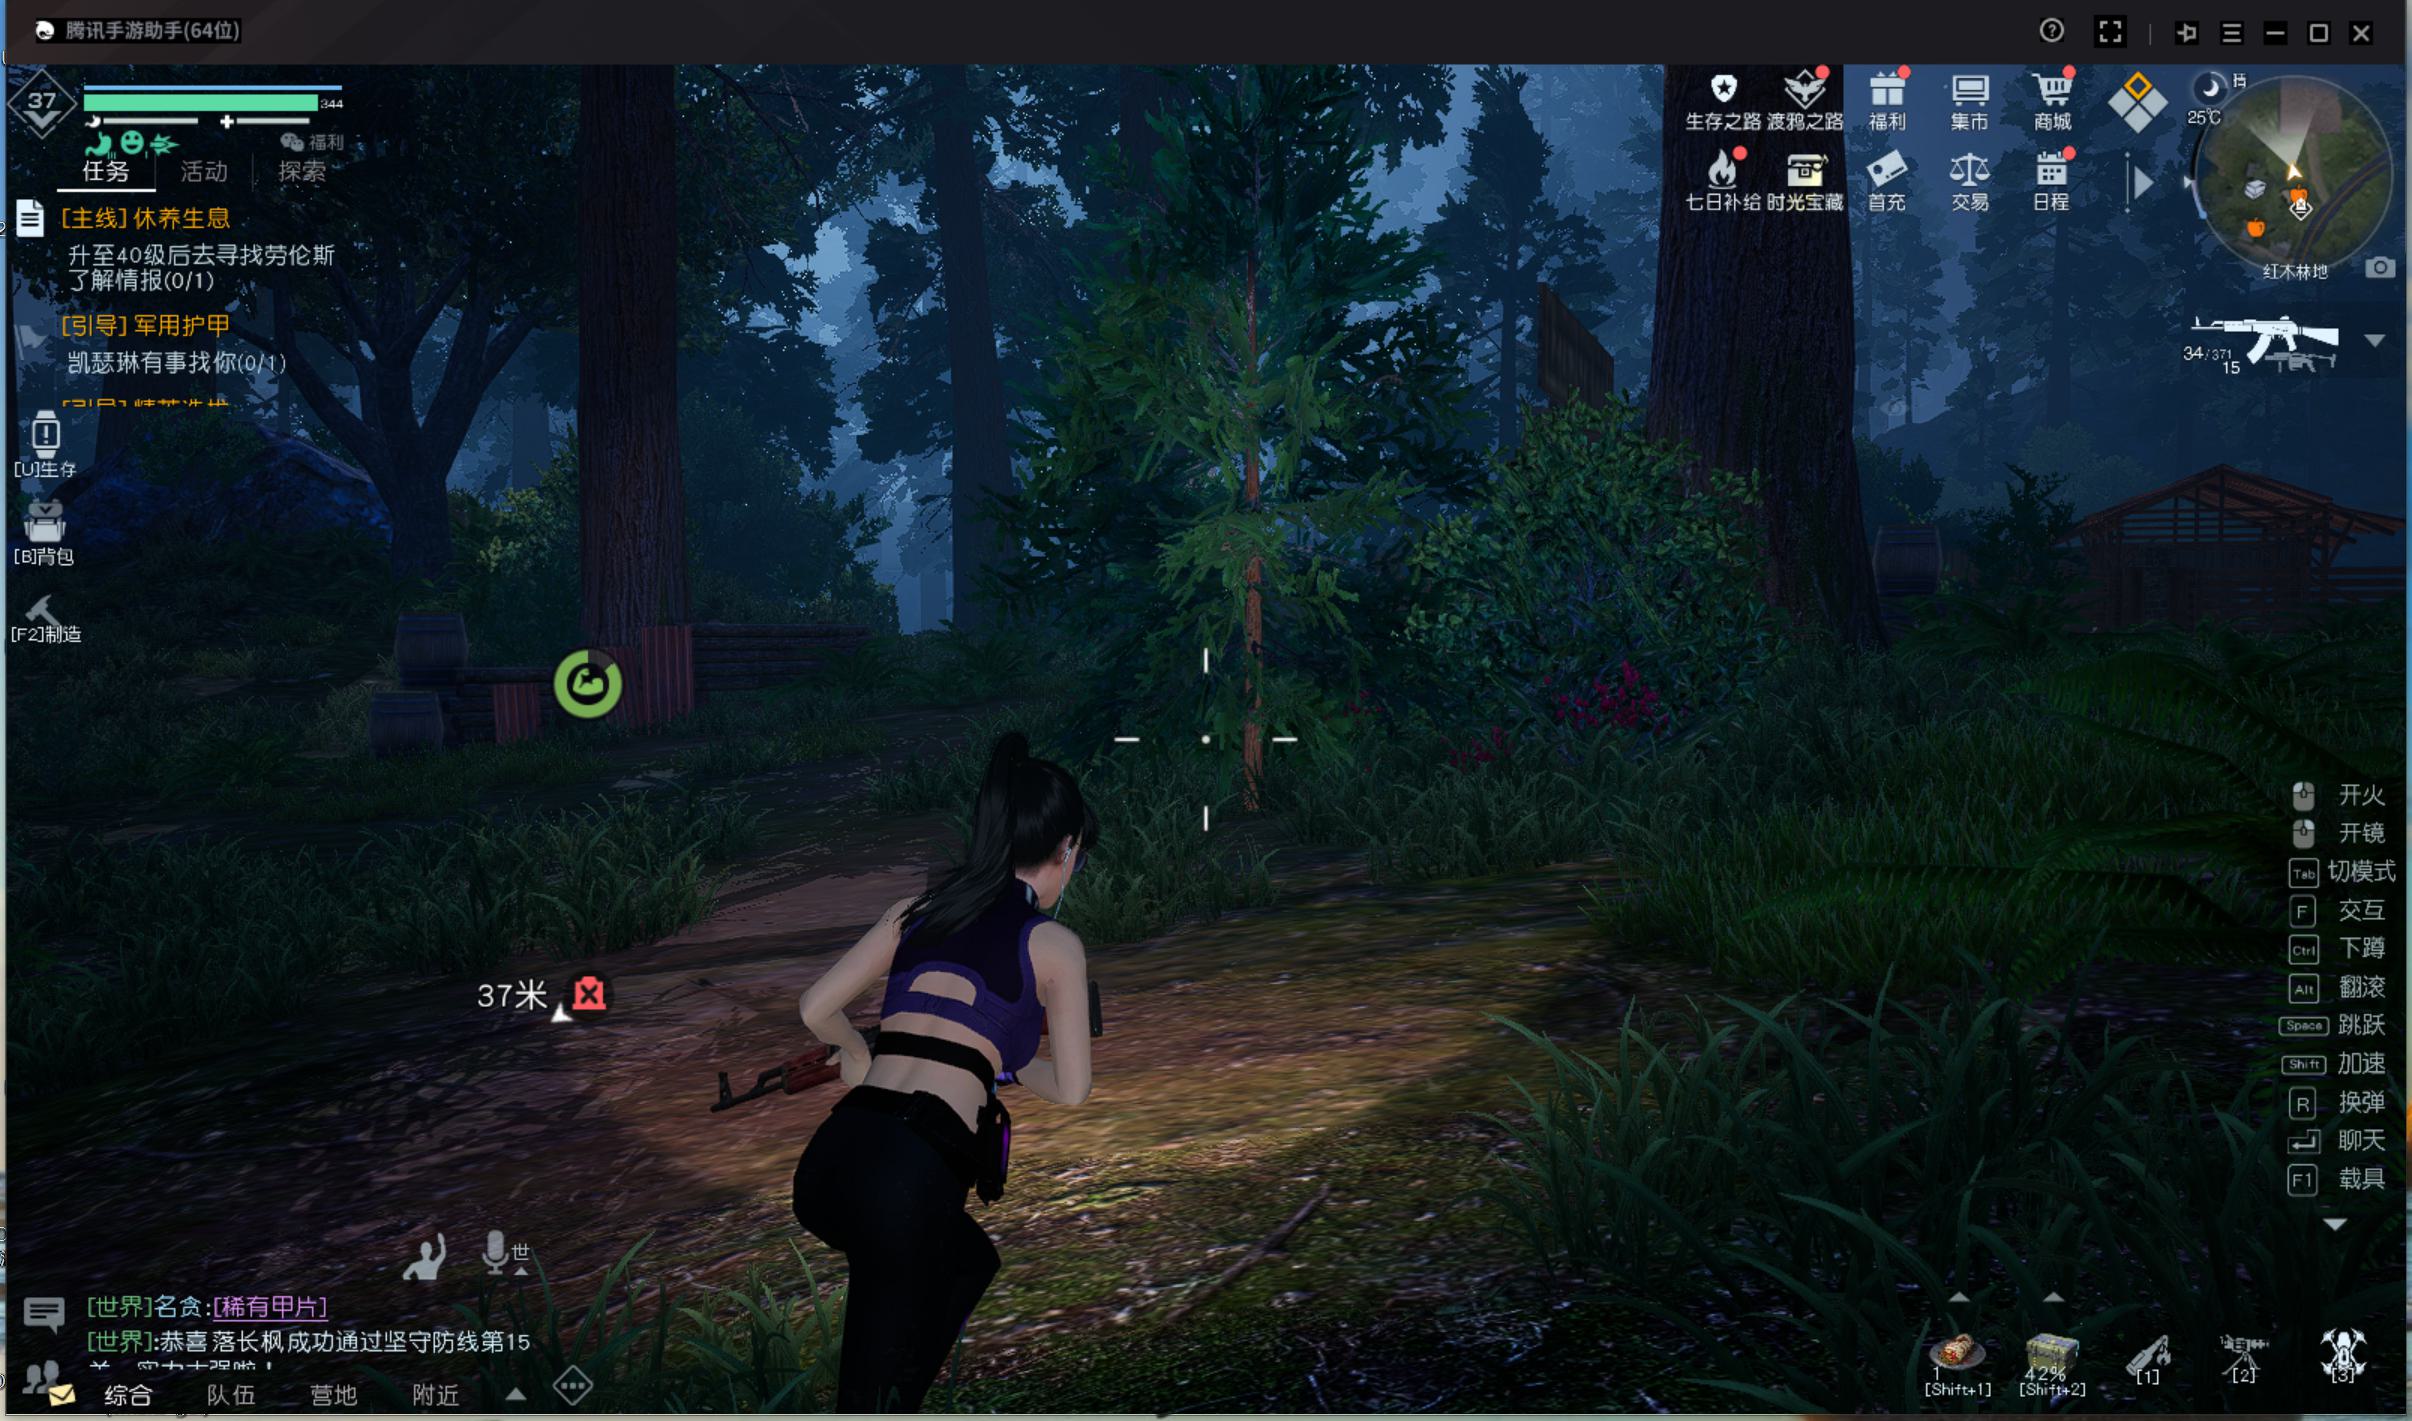 腾讯手游助手(64位)
37
344
福利
任务 活动 探索
[主线] 休养生息
升至40级后去寻找劳伦斯
了解情报(0/1)
[引导] 军用护甲
凯瑟琳有事找你(0/1)
[U]生存
[B]背包
[F2]制造
生存之路 渡鸦之路 福利 集市 商城
七日补给 时光宝藏 首充 交易 日程
晴
25℃
红木林地
34/371
15
37米
开火
开镜
Tab 切模式
F 交互
Ctrl 下蹲
Alt 翻滚
Space 跳跃
Shift 加速
R 换弹
聊天
F1 载具
世
[世界]名贪:[稀有甲片]
[世界]:恭喜落长枫成功通过坚守防线第15
综合 队伍 营地 附近
1 42%
[Shift+1] [Shift+2] [1] [2] [3]